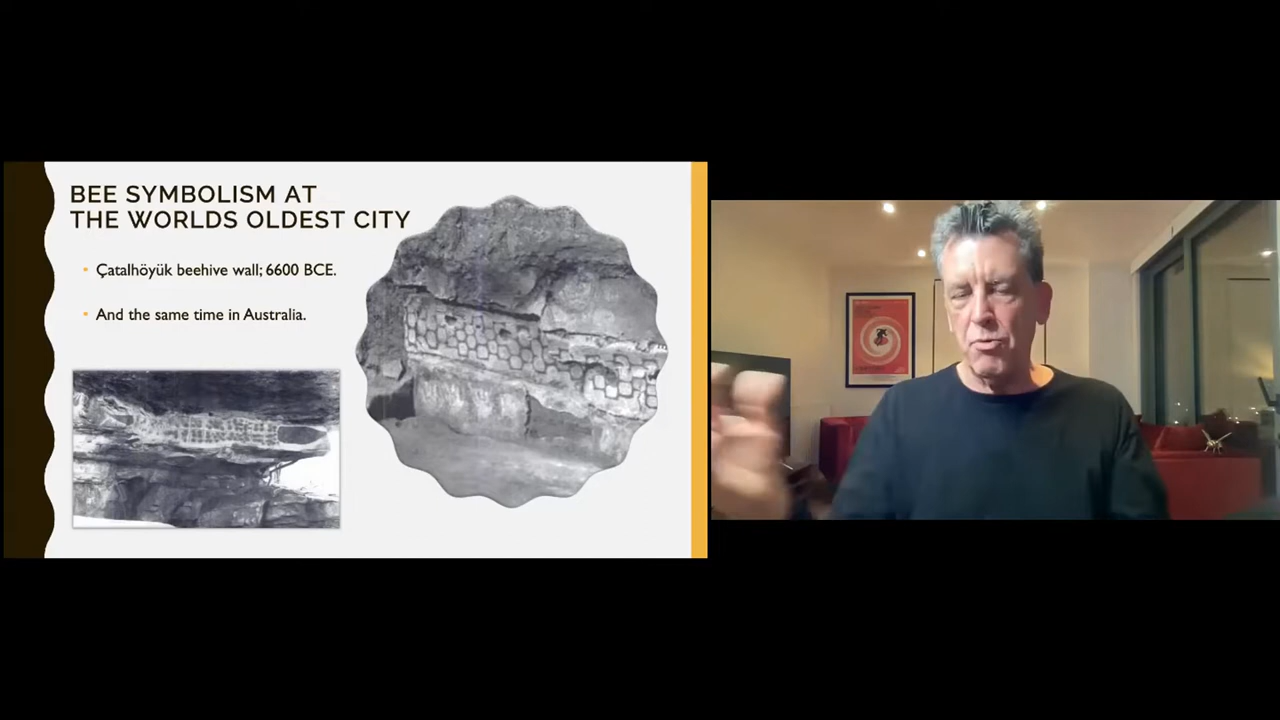 BEE SYMBOLISM AT
THE WORLDS OLDEST CITY
• Çatalhöyük beehive wall; 6600 BCE.
• And the same time in Australia.